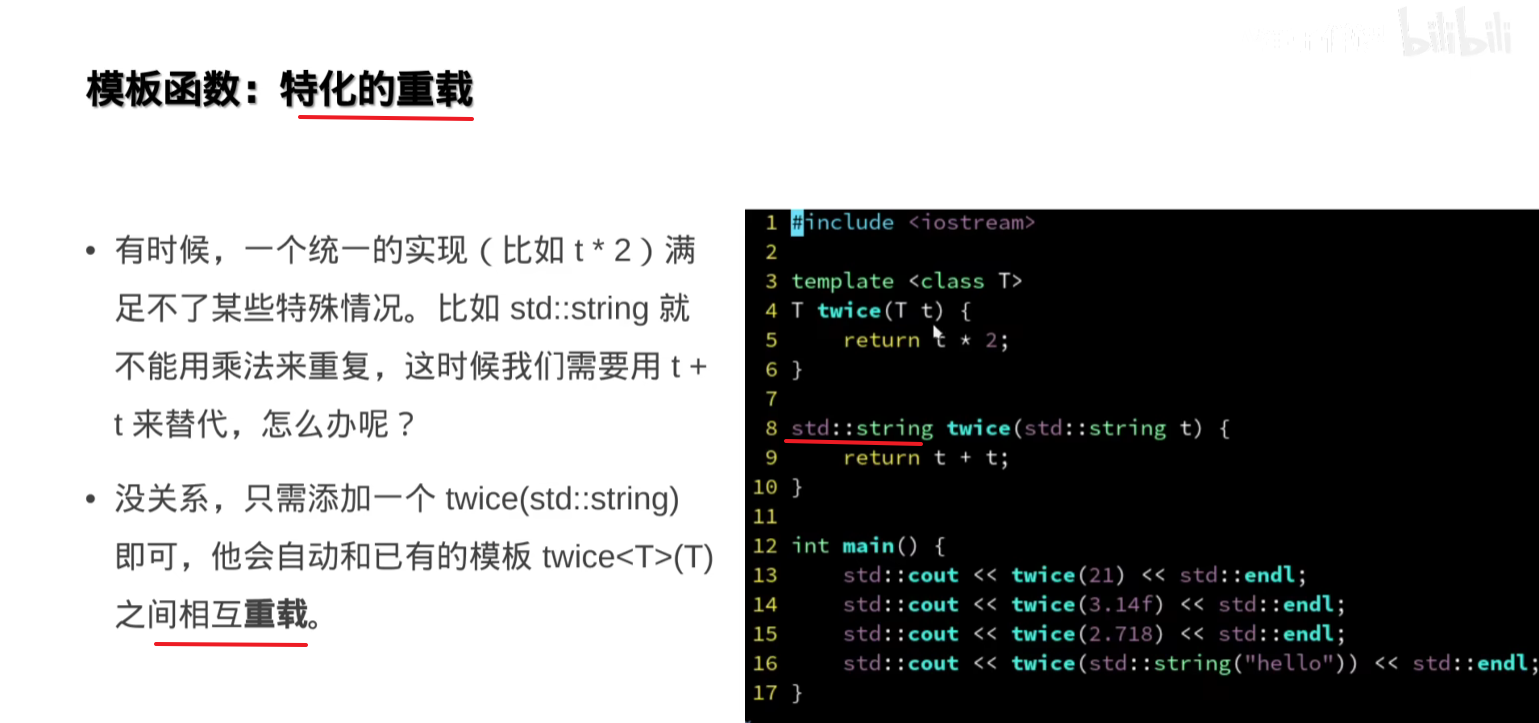 bilibili
模板函数：特化的重载
• 有时候，一个统一的实现（比如 t * 2）满
足不了某些特殊情况。比如 std::string 就
不能用乘法来重复，这时候我们需要用 t +
t 来替代，怎么办呢？
• 没关系，只需添加一个 twice(std::string)
即可，他会自动和已有的模板 twice<T>(T)
之间相互重载。
1 #include <iostream>
2
3 template <class T>
4 T twice(T t) {
5     return t * 2;
6 }
7
8 std::string twice(std::string t) {
9     return t + t;
10 }
11
12 int main() {
13     std::cout << twice(21) << std::endl;
14     std::cout << twice(3.14f) << std::endl;
15     std::cout << twice(2.718) << std::endl;
16     std::cout << twice(std::string("hello")) << std::endl;
17 }